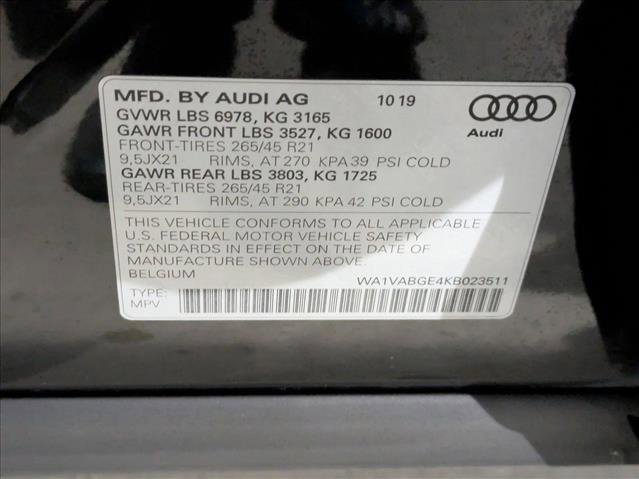 MFD. BY AUDI AG 10 19
GVWR LBS 6978, KG 3165
GAWR FRONT LBS 3527, KG 1600
FRONT-TIRES 265/45 R21
9,5JX21 RIMS, AT 270 KPA 39 PSI COLD
GAWR REAR LBS 3803, KG 1725
REAR-TIRES 265/45 R21
9,5JX21 RIMS, AT 290 KPA 42 PSI COLD
Audi
THIS VEHICLE CONFORMS TO ALL APPLICABLE
U.S. FEDERAL MOTOR VEHICLE SAFETY
STANDARDS IN EFFECT ON THE DATE OF
MANUFACTURE SHOWN ABOVE.
BELGIUM WA1VABGE4KB023511
TYPE:
MPV